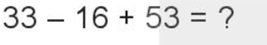 33 – 16 + 53 = ?